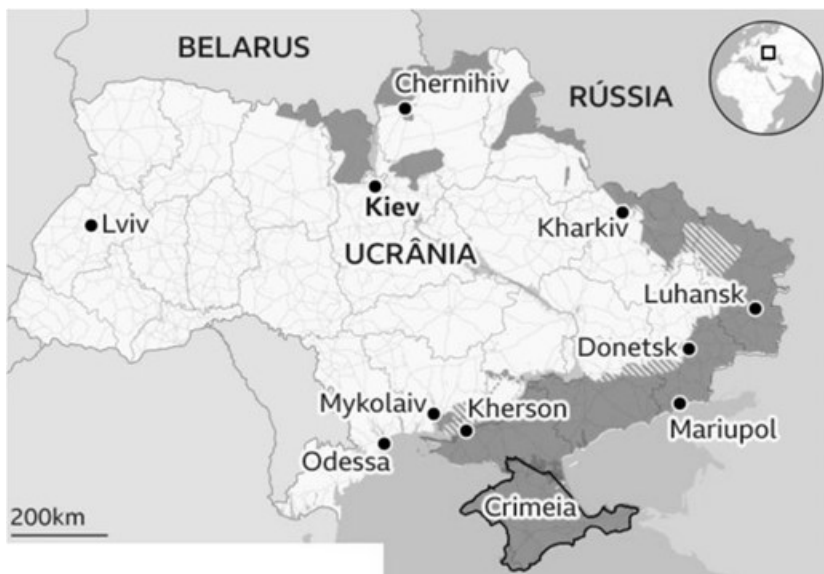 BELARUS
Chernihiv
RÚSSIA
Kiev
Lviv
Kharkiv
UCRÂNIA
Luhansk
Donetsk
Mykolaiv
Kherson
Mariupol
Odessa
Crimeia
200km